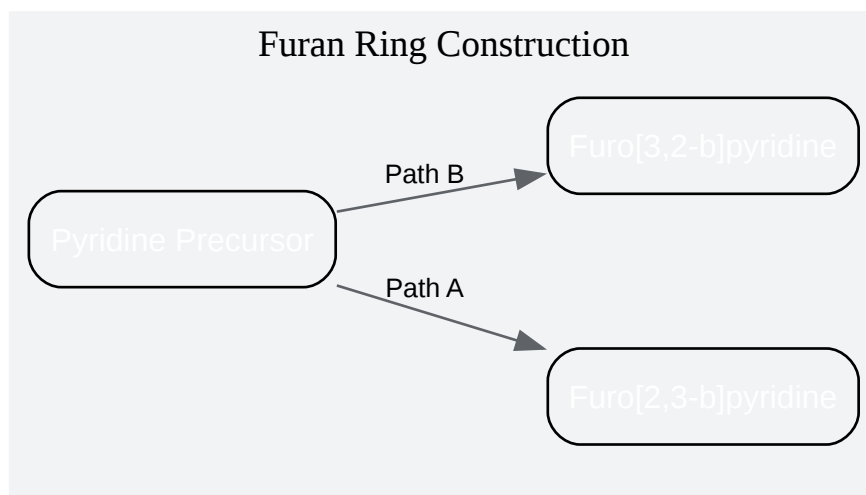 Furan Ring Construction
Furo[3,2-b]pyridine
Path B
Pyridine Precursor
Path A
Furo[2,3-b]pyridine